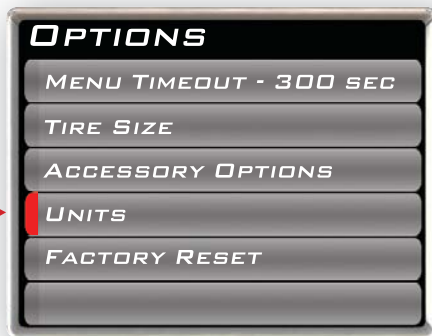 OPTIONS
MENU TIMEOUT - 300 SEC
TIRE SIZE
ACCESSORY OPTIONS
UNITS
FACTORY RESET